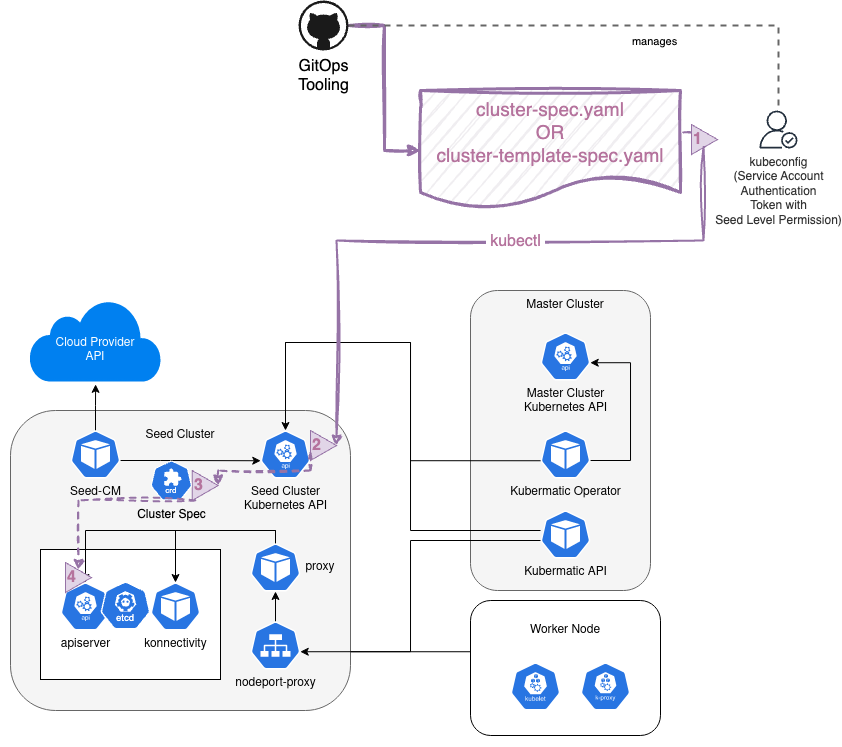 GitOps
Tooling
manages
cluster-spec.yaml
OR
cluster-template-spec.yaml
1
kubeconfig
(Service Account
Authentication
Token with
Seed Level Permission)
kubectl
Cloud Provider
API
Master Cluster
api
Master Cluster
Kubernetes API
Seed Cluster
2
api
Seed-CM
crd
3
Seed Cluster
Kubernetes API
Cluster Spec
Kubermatic Operator
Kubermatic API
proxy
4
api
etcd
apiserver
konnectivity
nodeport-proxy
Worker Node
kubelet
k-proxy